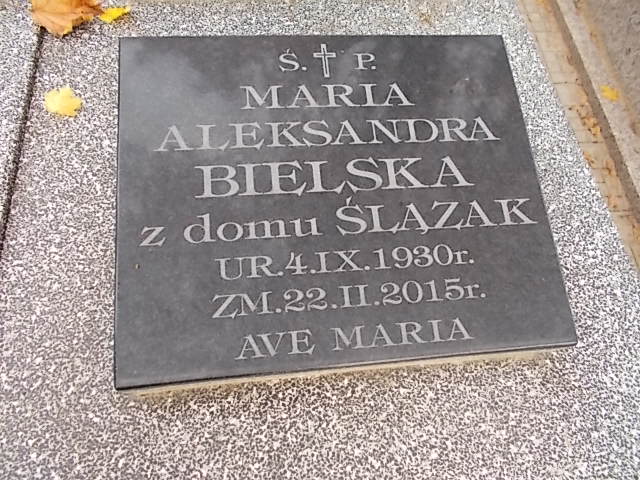 Ś. † P.
MARIA
ALEKSANDRA
BIELSKA
z domu ŚLĄZAK
UR.4.IX.1930r.
ZM.22.II.2015r.
AVE MARIA